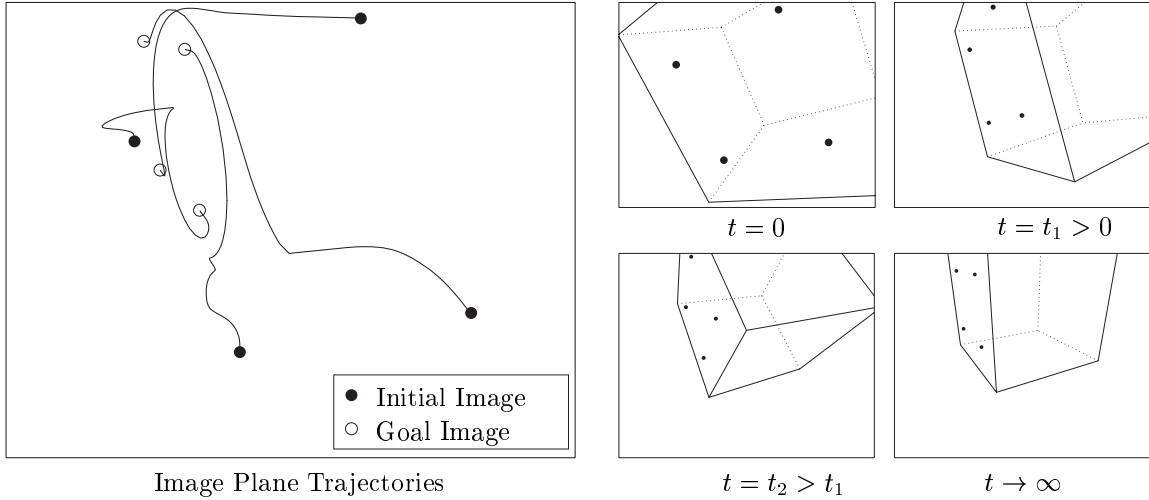 Initial Image
Goal Image
Image Plane Trajectories
t = 0
t = t₁ > 0
t = t₂ > t₁
t → ∞